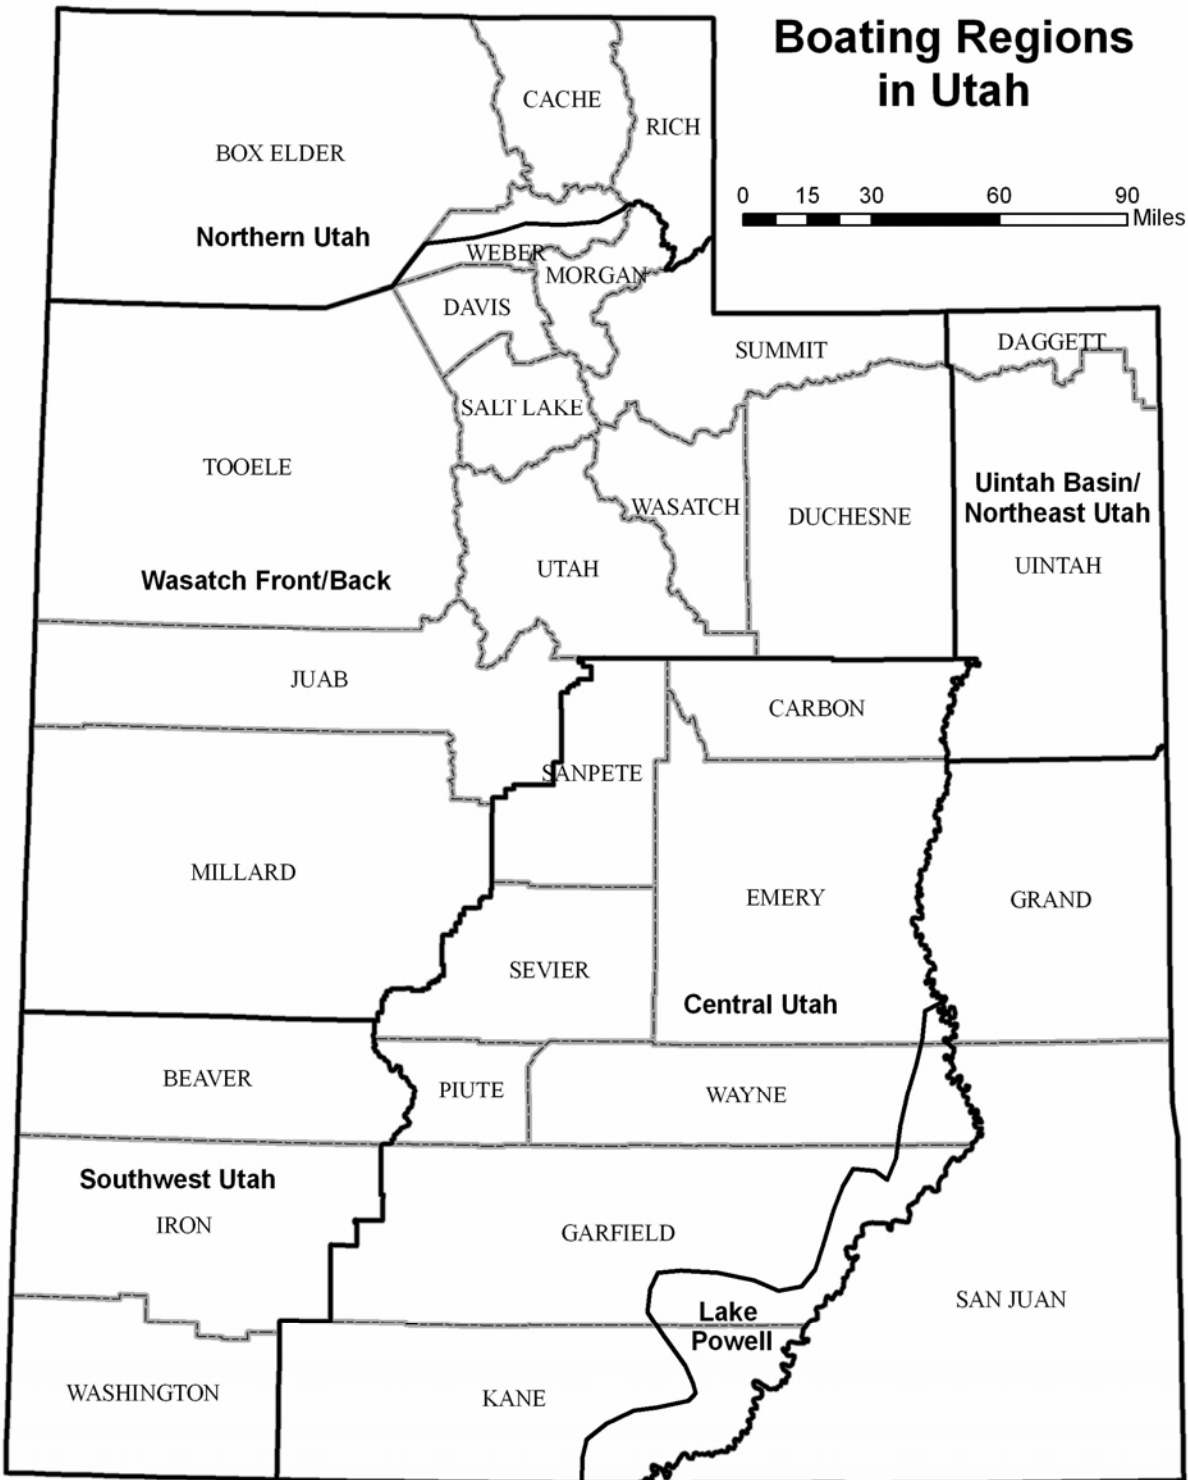 Boating Regions
in Utah
0 15 30 60 90
Miles
CACHE
RICH
BOX ELDER
Northern Utah
WEBER
MORGAN
DAVIS
SUMMIT
DAGGETT
SALT LAKE
TOOELE
WASATCH
DUCHESNE
Uintah Basin/
Northeast Utah
UINTAH
UTAH
Wasatch Front/Back
JUAB
CARBON
SANPETE
MILLARD
EMERY
GRAND
SEVIER
Central Utah
BEAVER
PIUTE
WAYNE
Southwest Utah
IRON
GARFIELD
SAN JUAN
Lake
Powell
WASHINGTON
KANE